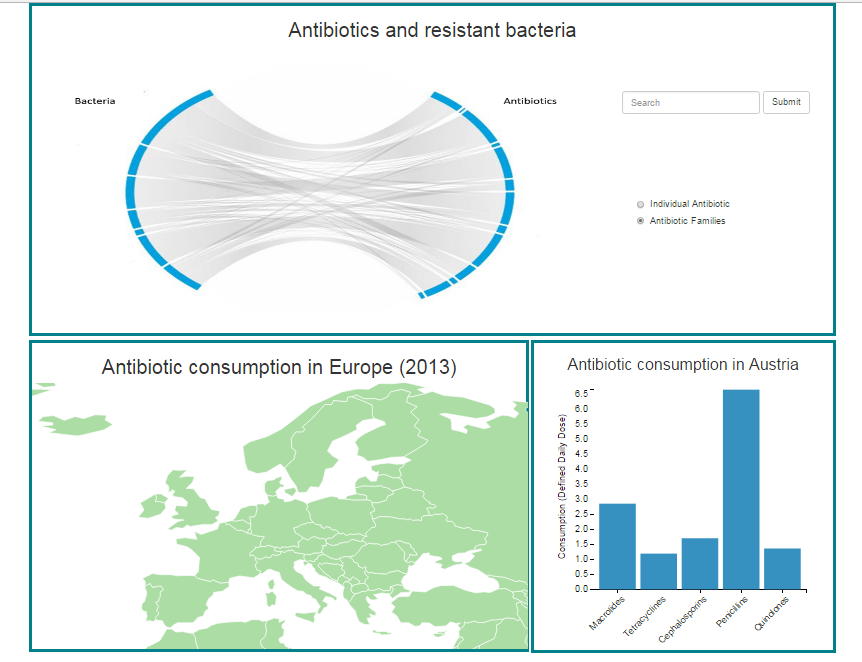 Antibiotics and resistant bacteria
Bacteria
Antibiotics
Search
Submit
Individual Antibiotic
Antibiotic Families
Antibiotic consumption in Europe (2013)
Antibiotic consumption in Austria
Consumption (Defined Daily Dose)
6.5
6.0
5.5
5.0
4.5
4.0
3.5
3.0
2.5
2.0
1.5
1.0
0.5
0.0
Macrolides
Tetracyclines
Cephalosporins
Penicillins
Quinolones